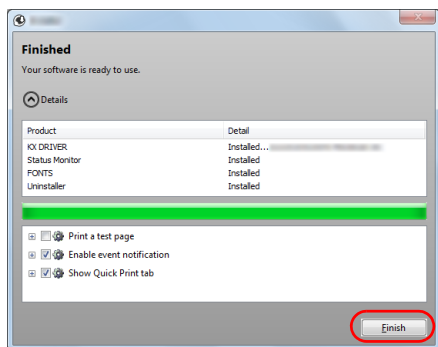 Finished
Your software is ready to use.
Details
Product Detail
KX DRIVER Installed...
Status Monitor Installed
FONTS Installed
Uninstaller Installed
Print a test page
Enable event notification
Show Quick Print tab
Finish